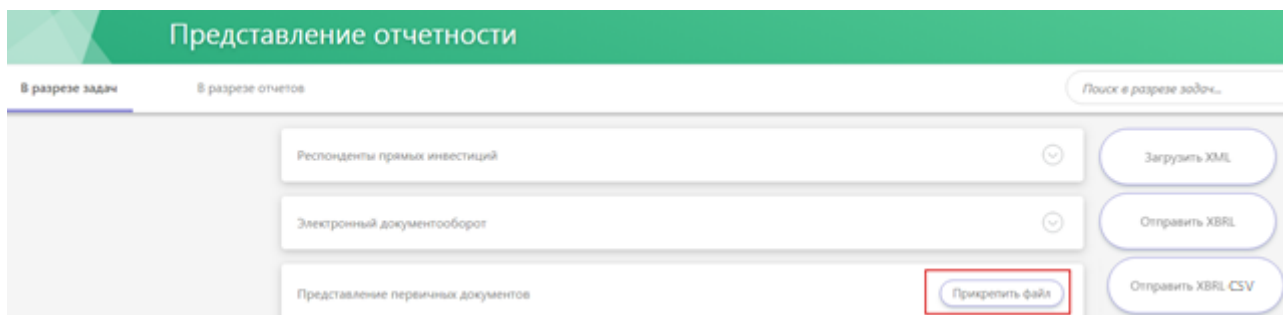 Представление отчетности
В разрезе задач
В разрезе отчетов
Поиск в разрезе задач...
Респонденты прямых инвестиций
Загрузить XML
Электронный документооборот
Отправить XBRL
Представление первичных документов
Прикрепить файл
Отправить XBRL-CSV